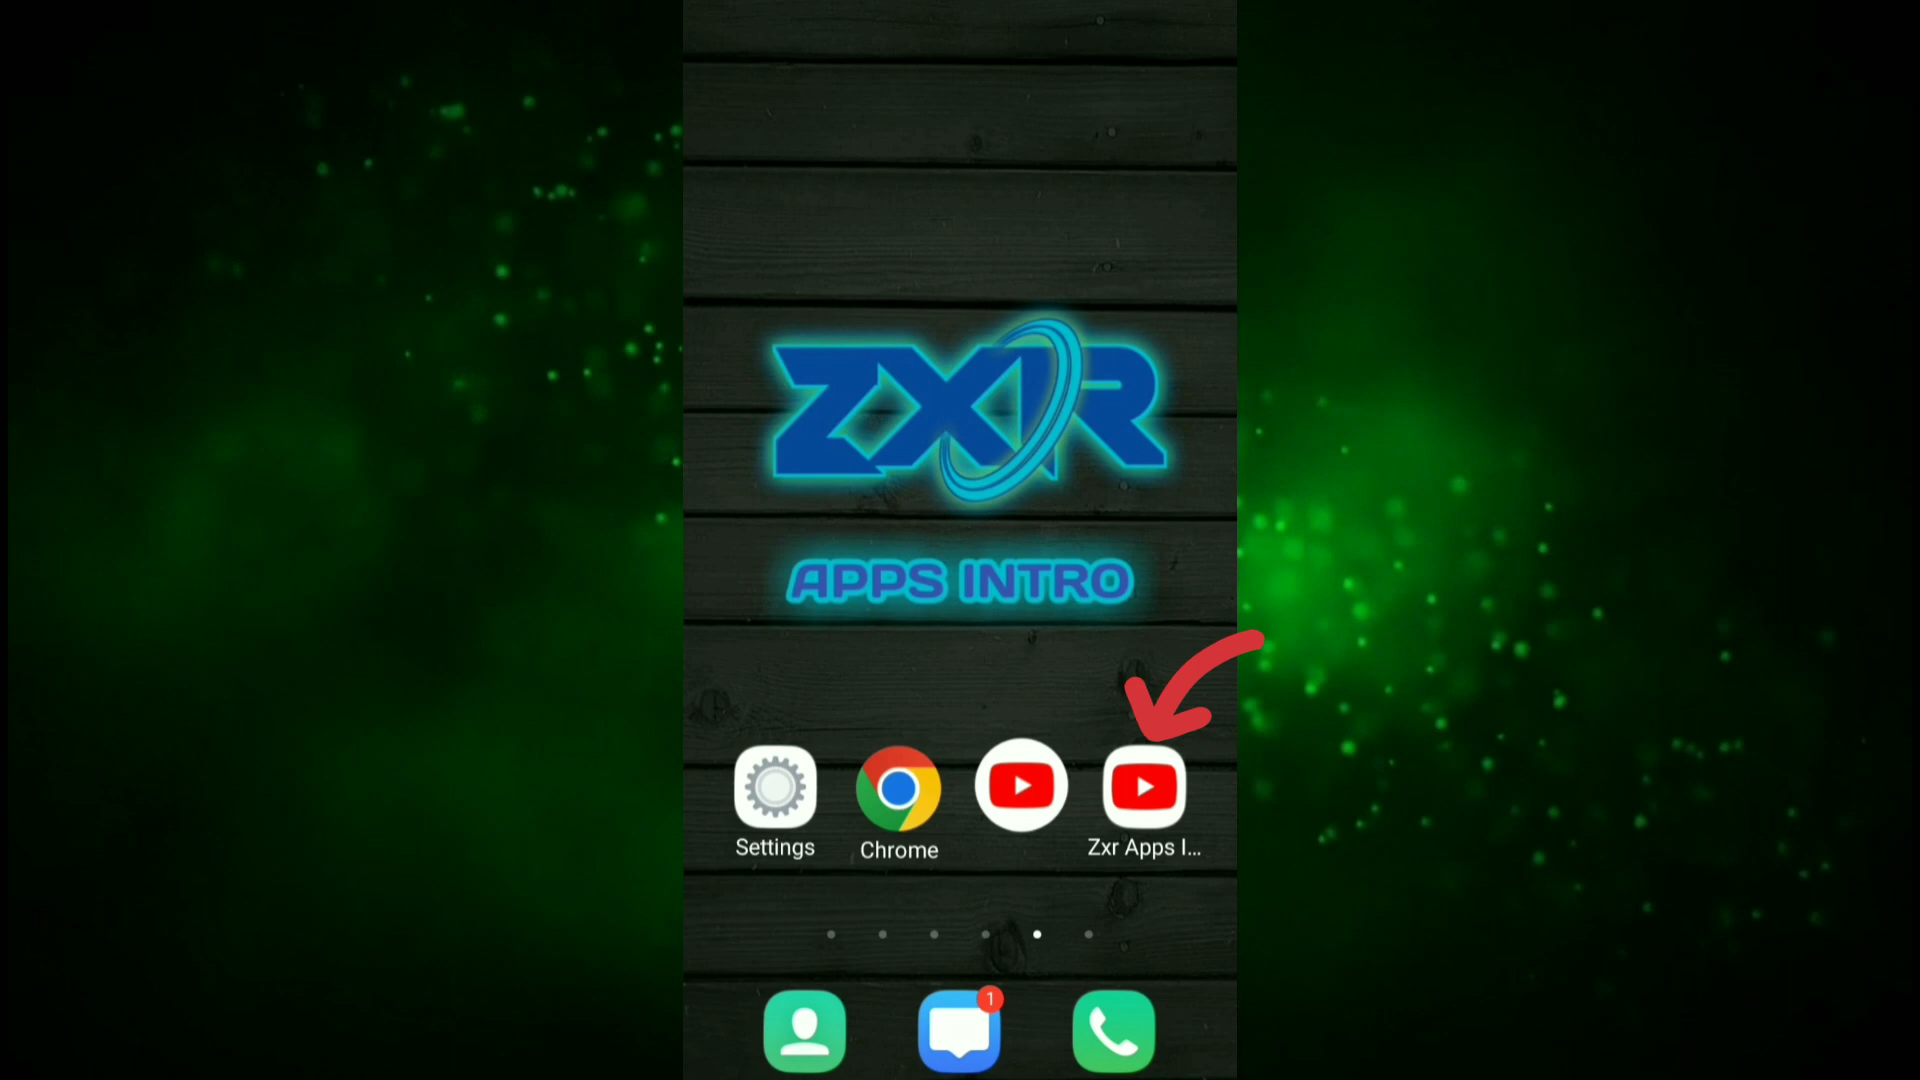 ZXR
APPS INTRO
Settings
Chrome
Zxr Apps I...
1